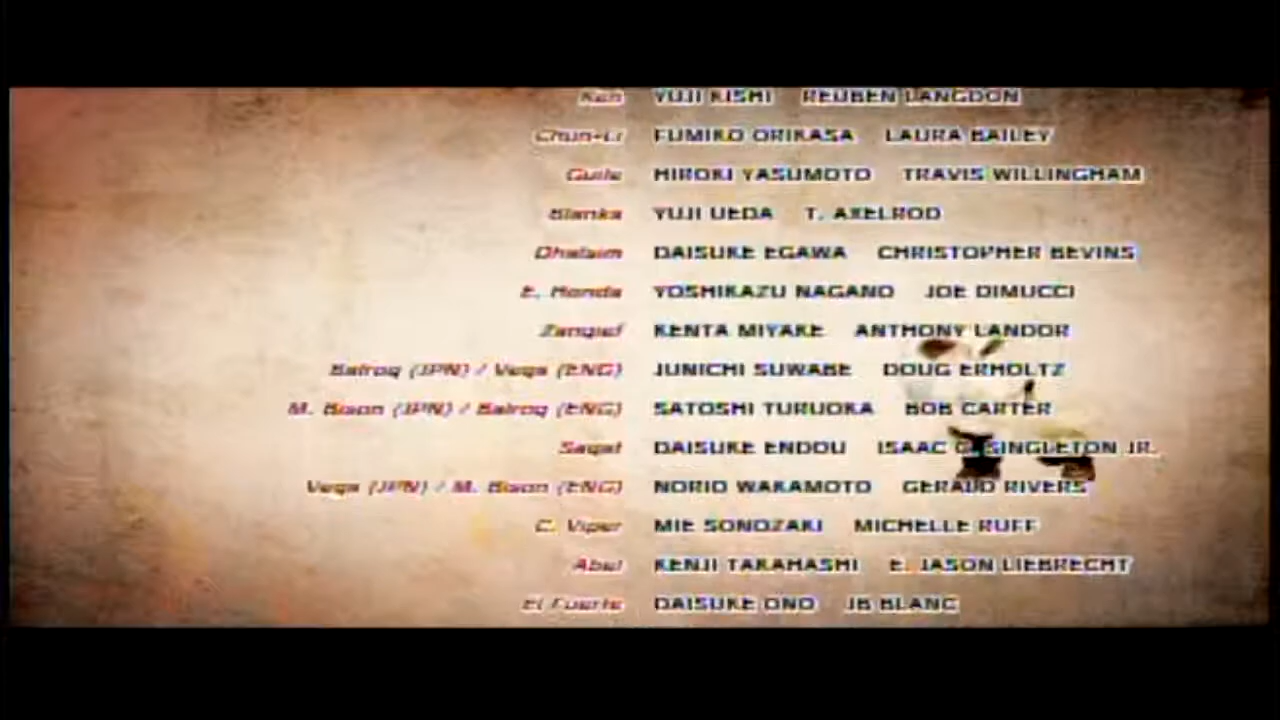 Ken YUJI KISHI REUBEN LANGDON
Chun-Li FUMIKO ORIKASA LAURA BAILEY
Guile HIROKI YASUMOTO TRAVIS WILLINGHAM
Blanka YUJI UEDA T. AXELROD
Dhalsim DAISUKE EGAWA CHRISTOPHER BEVINS
E. Honda YOSHIKAZU NAGANO JOE DIMUCCI
Zangief KENTA MIYAKE ANTHONY LANDOR
Balrog (JPN) / Vega (ENG) JUNICHI SUWABE DOUG ERHOLTZ
M. Bison (JPN) / Balrog (ENG) SATOSHI TURUOKA BOB CARTER
Sagat DAISUKE ENDOU ISAAC C. SINGLETON JR.
Vega (JPN) / M. Bison (ENG) NORIO WAKAMOTO GERALD RIVERS
C. Viper MIE SONOZAKI MICHELLE RUFF
Abel KENJI TAKAHASHI E. JASON LIEBRECHT
El Fuerte DAISUKE ONO JB BLANC